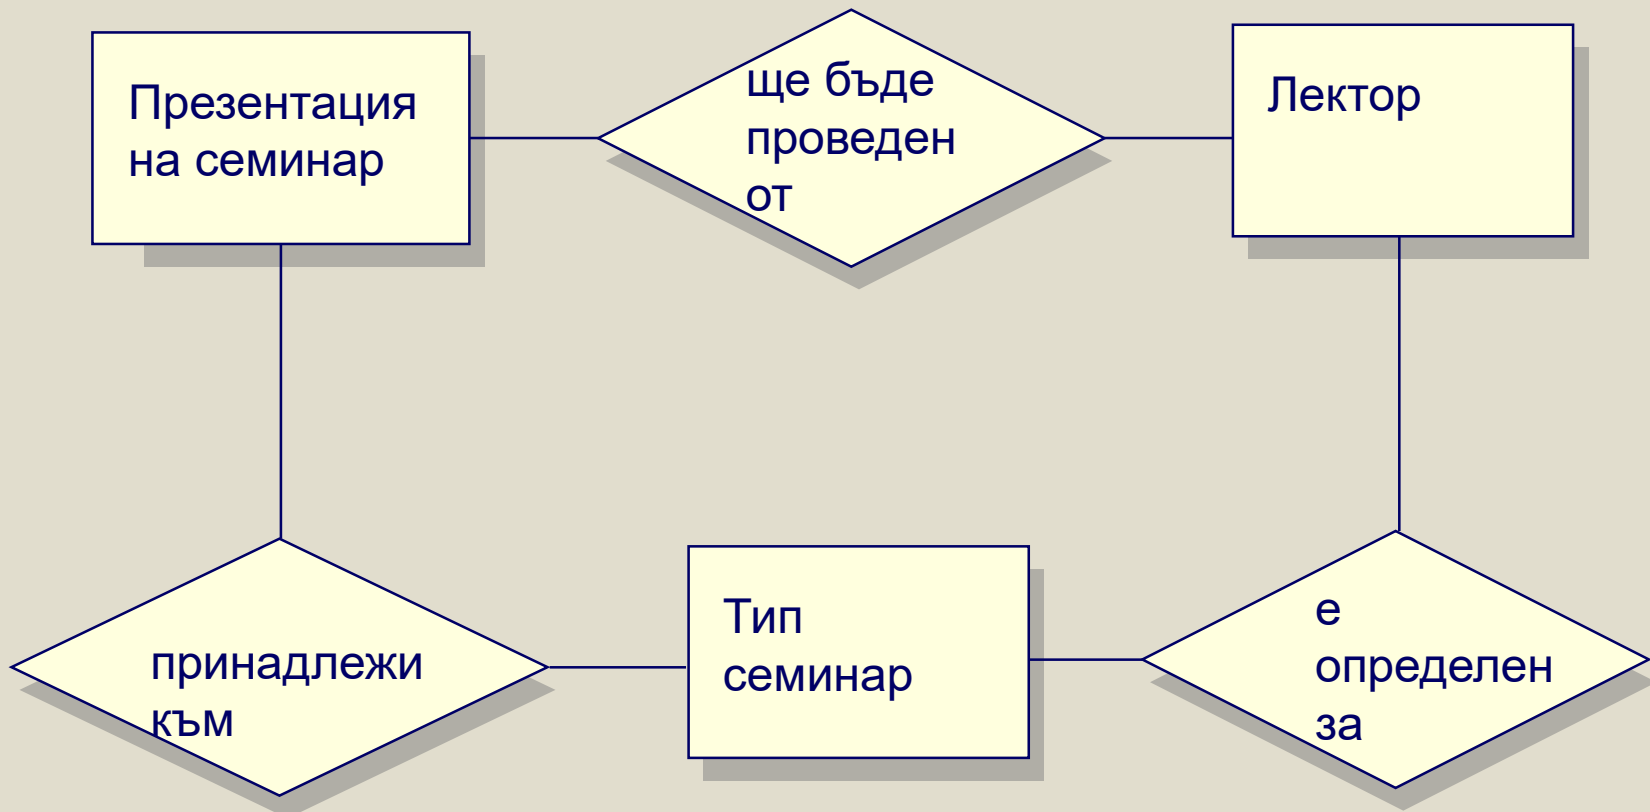 Презентация
на семинар
ще бъде
проведен
от
Лектор
принадлежи
към
Тип
семинар
е
определен
за